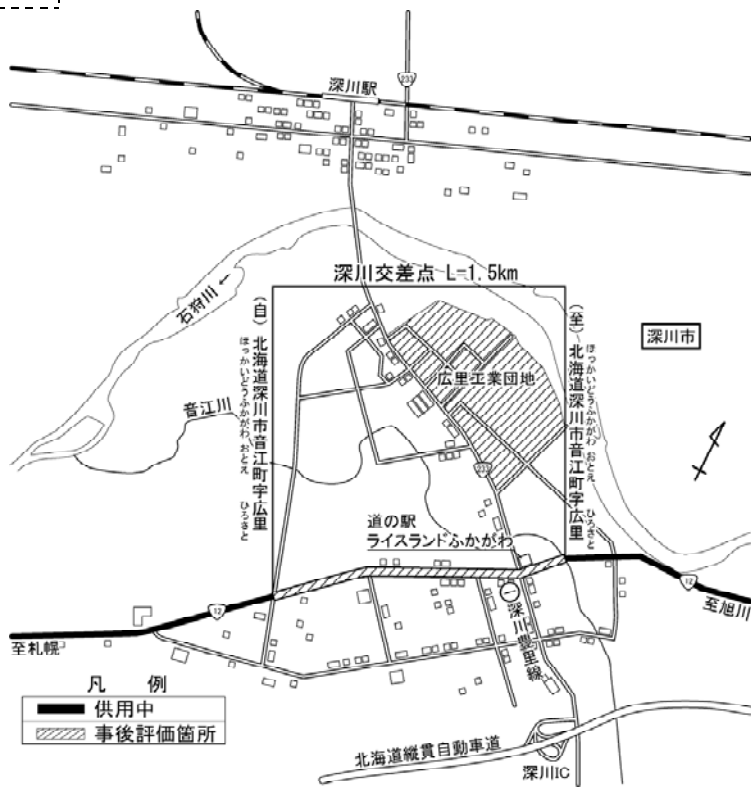 深川駅
233
深川交差点 L=1.5km
石狩川←
(自)北海道深川市音江町字広里
ほっかいどうふかがわ おとえ ひろさと
(至)北海道深川市音江町字広里
ほっかいどうふかがわ おとえ ひろさと
深川市
広里工業団地
音江川
233
道の駅
ライスランドふかがわ
12
12
至旭川
至札幌
深川豊里線
凡 例
供用中
事後評価箇所
北海道縦貫自動車道
深川IC